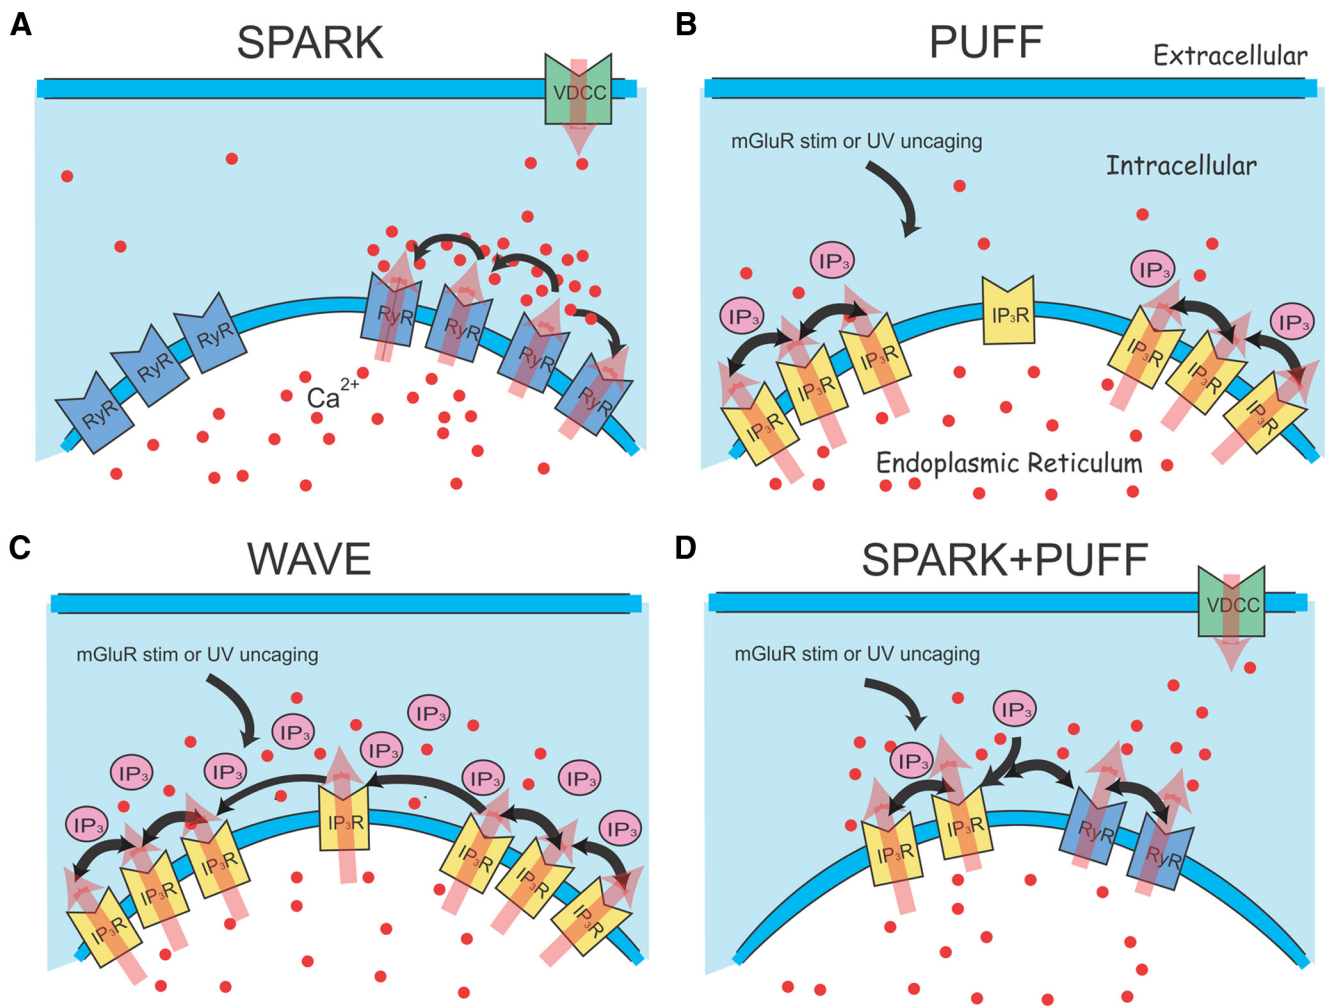 A
SPARK
VDCC
RyR
RyR
RyR
RyR
RyR
RyR
RyR
Ca²⁺
B
PUFF
Extracellular
mGluR stim or UV uncaging
Intracellular
IP₃
IP₃
IP₃
IP₃
IP₃R
IP₃R
IP₃R
IP₃R
IP₃R
IP₃R
IP₃R
Endoplasmic Reticulum
C
WAVE
mGluR stim or UV uncaging
IP₃
IP₃
IP₃
IP₃
IP₃
IP₃
IP₃
IP₃
IP₃
IP₃R
IP₃R
IP₃R
IP₃R
IP₃R
IP₃R
IP₃R
D
SPARK+PUFF
VDCC
mGluR stim or UV uncaging
IP₃
IP₃
IP₃R
IP₃R
RyR
RyR